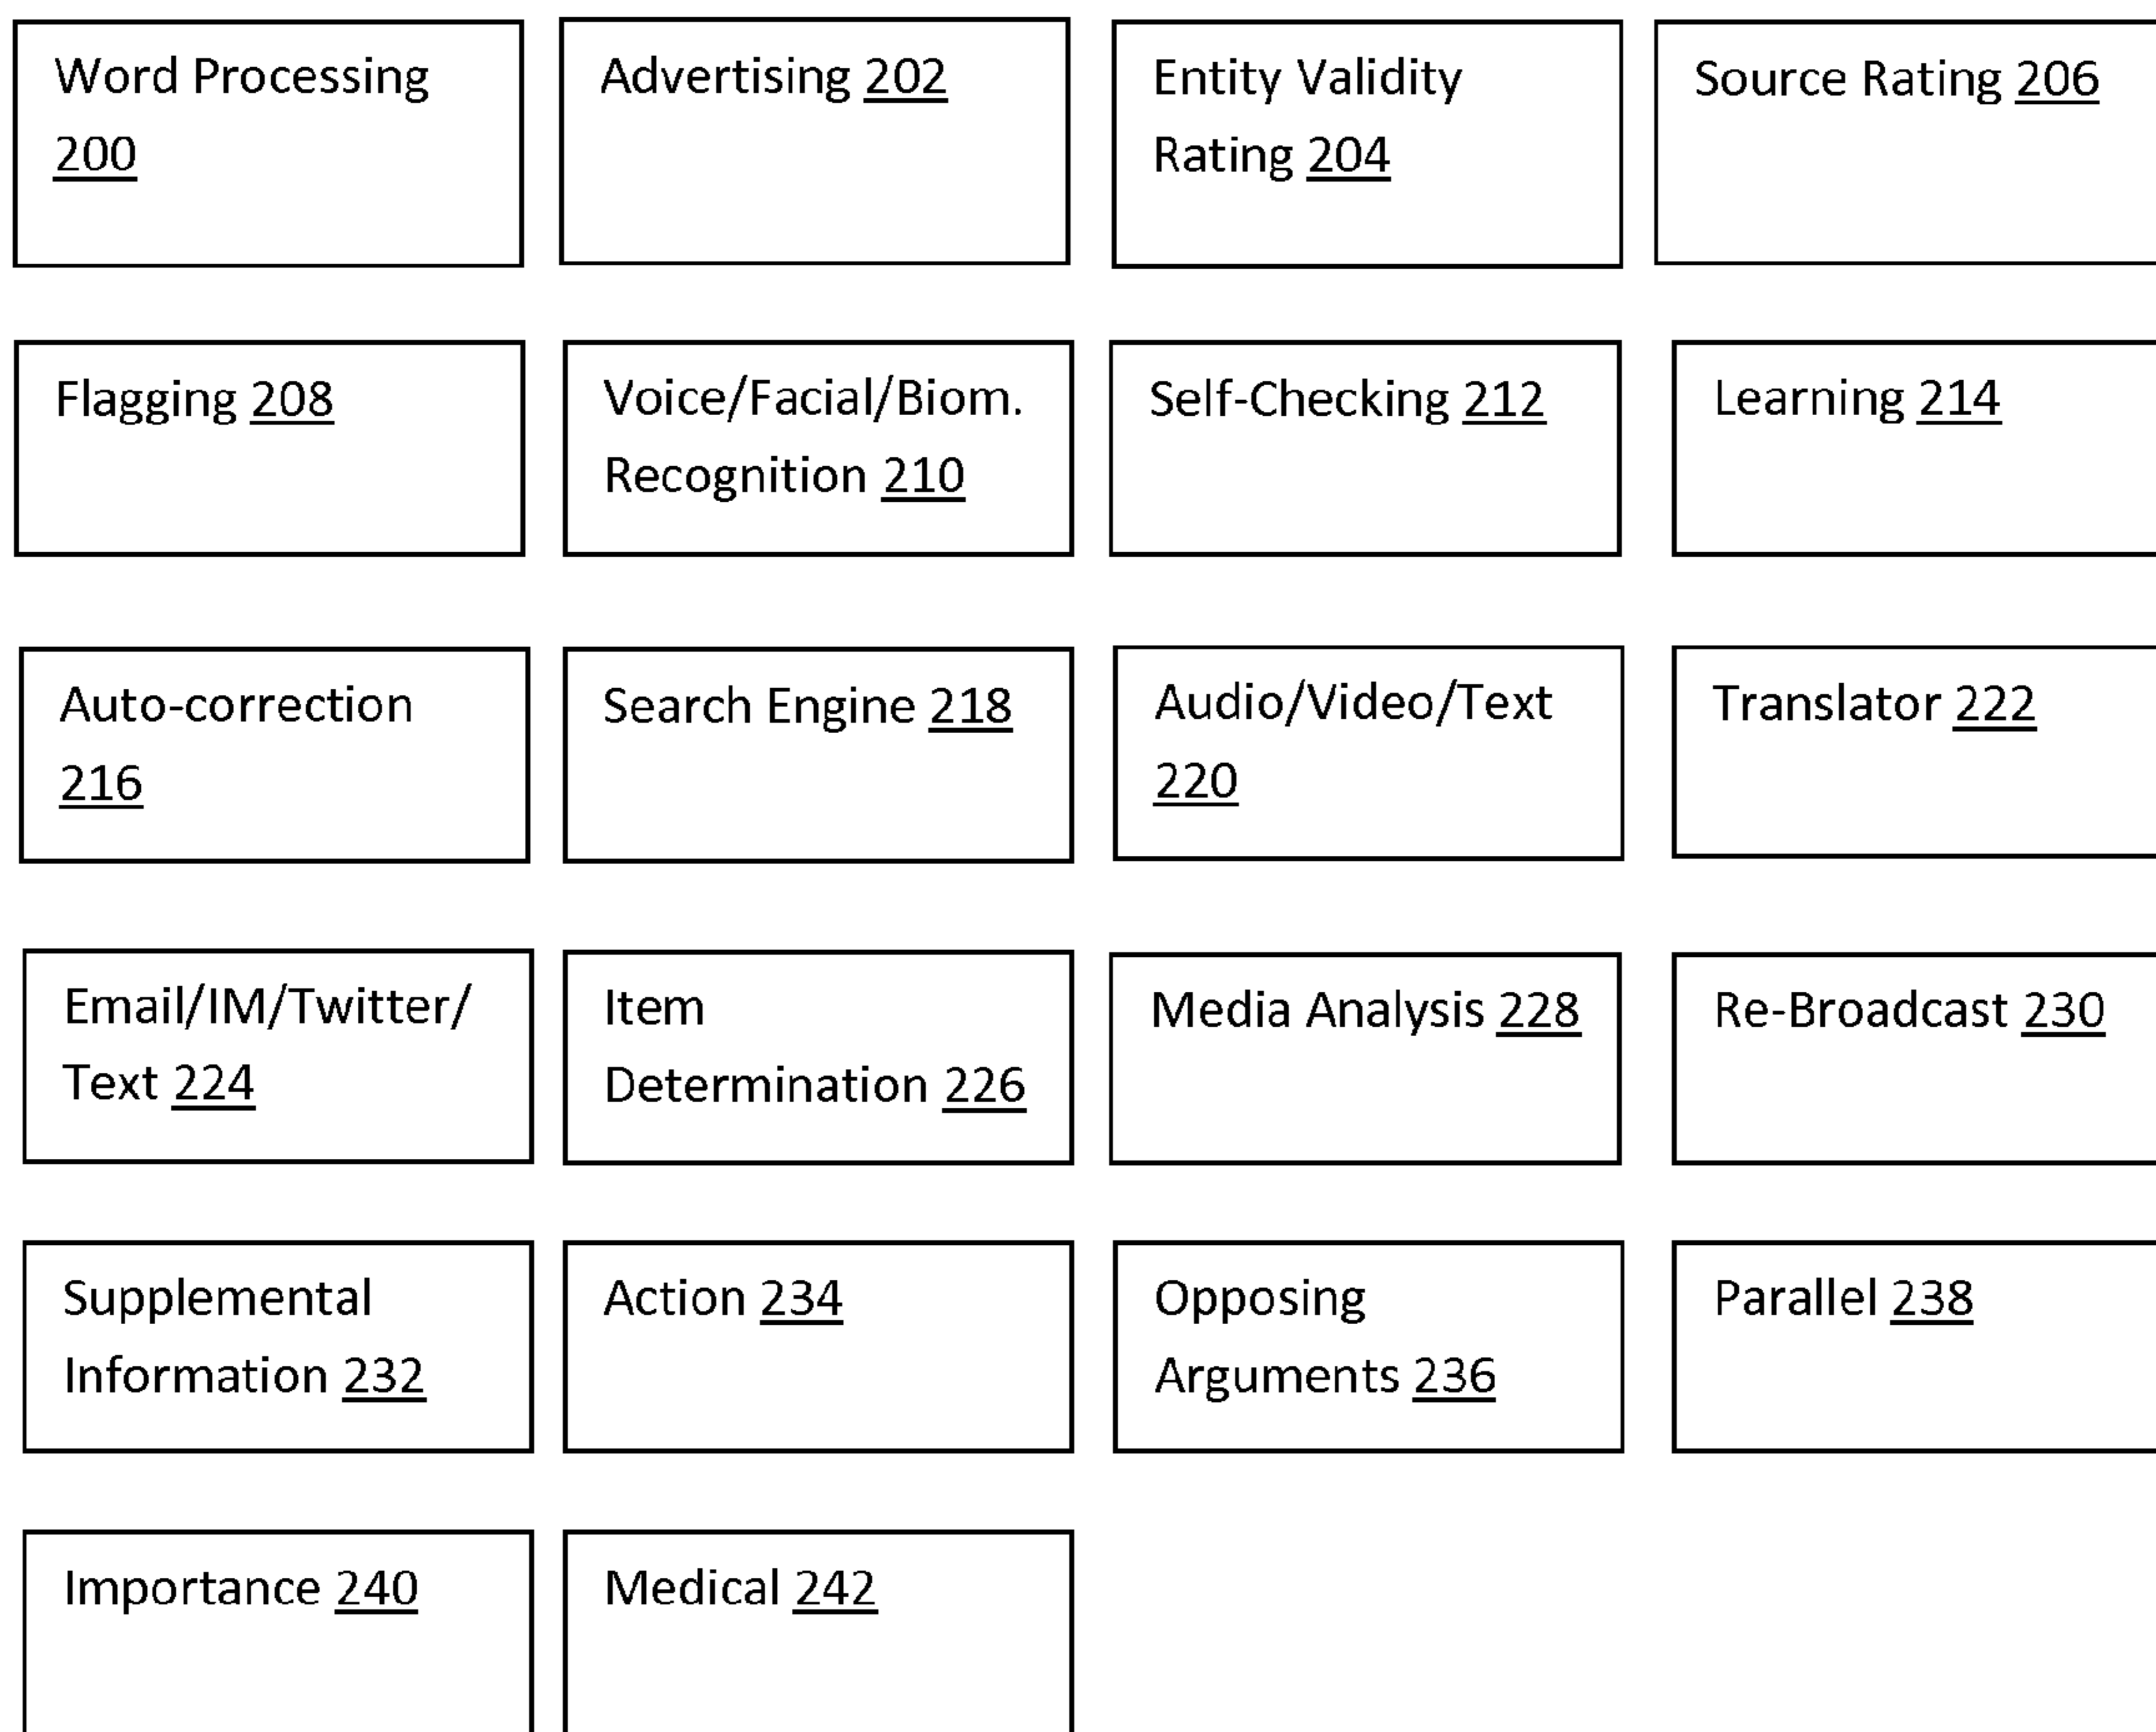 Word Processing
200
Advertising 202
Entity Validity
Rating 204
Source Rating 206
Flagging 208
Voice/Facial/Biom.
Recognition 210
Self-Checking 212
Learning 214
Auto-correction
216
Search Engine 218
Audio/Video/Text
220
Translator 222
Email/IM/Twitter/
Text 224
Item
Determination 226
Media Analysis 228
Re-Broadcast 230
Supplemental
Information 232
Action 234
Opposing
Arguments 236
Parallel 238
Importance 240
Medical 242